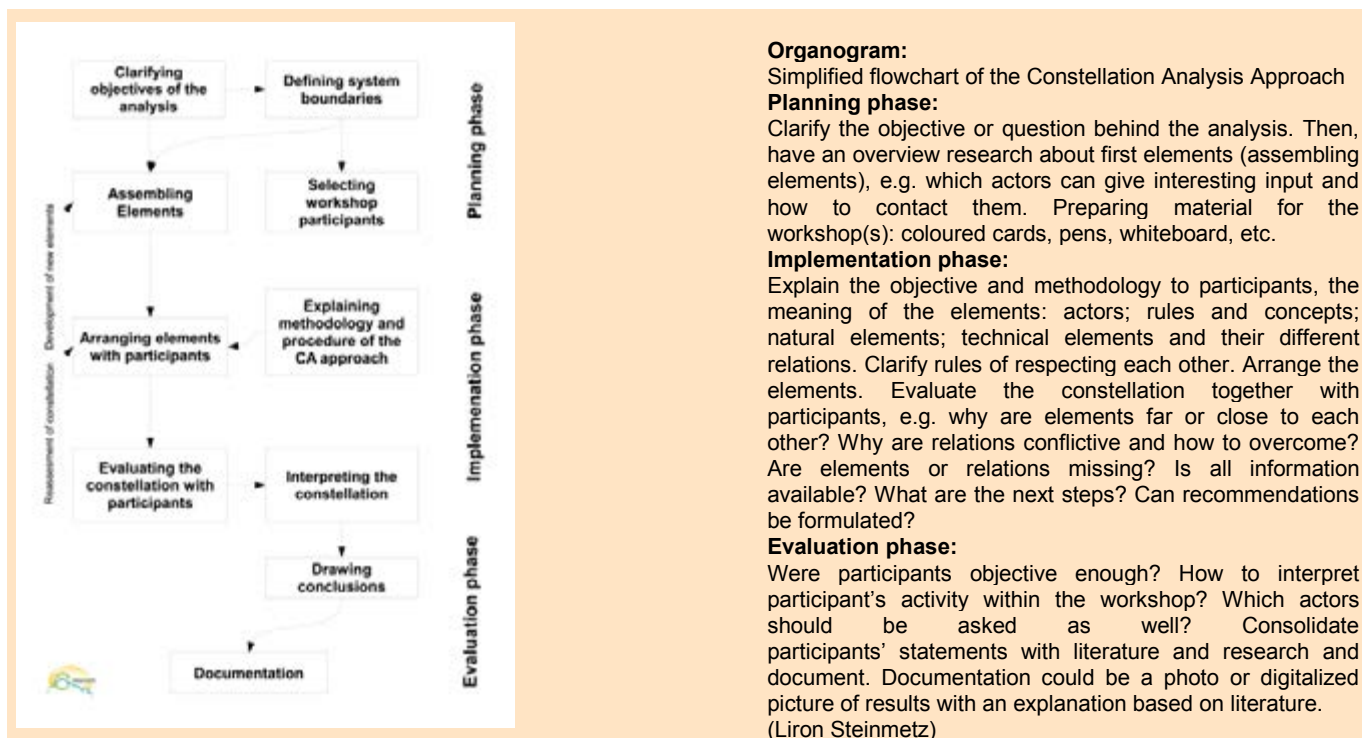 Clarifying
objectives of the
analysis
Defining system
boundaries
Planning phase
Assembling
Elements
Selecting
workshop
participants
Development of new elements
Arranging elements
with participants
Explaining
methodology and
procedure of the
CA approach
Implemenation phase
Reassessment of constellation
Evaluating the
constellation with
participants
Interpreting the
constellation
Drawing
conclusions
Evaluation phase
Documentation
Organogram:
Simplified flowchart of the Constellation Analysis Approach
Planning phase:
Clarify the objective or question behind the analysis. Then,
have an overview research about first elements (assembling
elements), e.g. which actors can give interesting input and
how to contact them. Preparing material for the
workshop(s): coloured cards, pens, whiteboard, etc.
Implementation phase:
Explain the objective and methodology to participants, the
meaning of the elements: actors; rules and concepts;
natural elements; technical elements and their different
relations. Clarify rules of respecting each other. Arrange the
elements. Evaluate the constellation together with
participants, e.g. why are elements far or close to each
other? Why are relations conflictive and how to overcome?
Are elements or relations missing? Is all information
available? What are the next steps? Can recommendations
be formulated?
Evaluation phase:
Were participants objective enough? How to interpret
participant's activity within the workshop? Which actors
should be asked as well? Consolidate
participants' statements with literature and research and
document. Documentation could be a photo or digitalized
picture of results with an explanation based on literature.
(Liron Steinmetz)